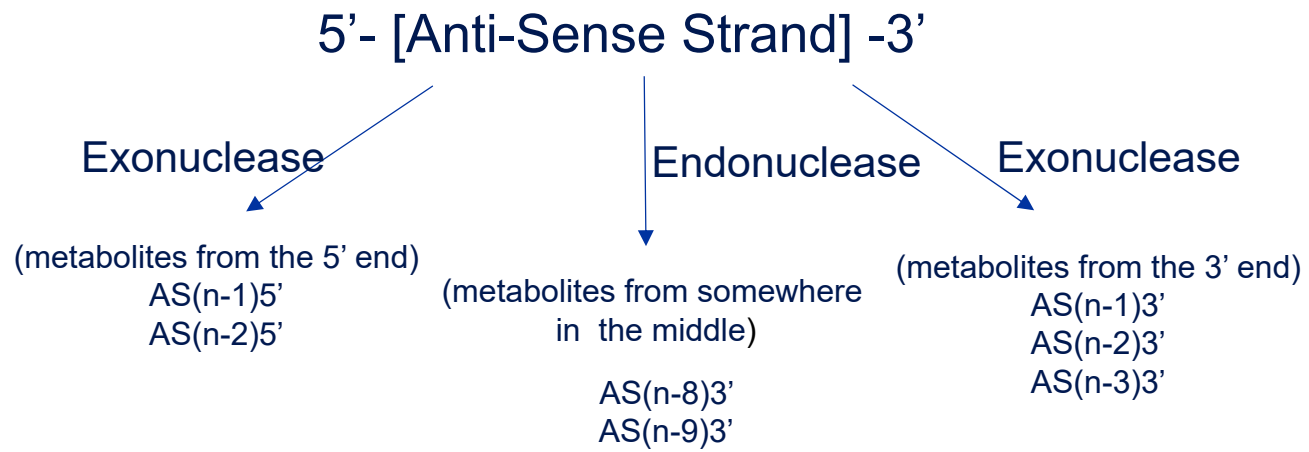 5’- [Anti-Sense Strand] -3’
Exonuclease
Endonuclease
Exonuclease
(metabolites from the 5’ end)
AS(n-1)5’
AS(n-2)5’
(metabolites from somewhere
in the middle)
AS(n-8)3’
AS(n-9)3’
(metabolites from the 3’ end)
AS(n-1)3’
AS(n-2)3’
AS(n-3)3’